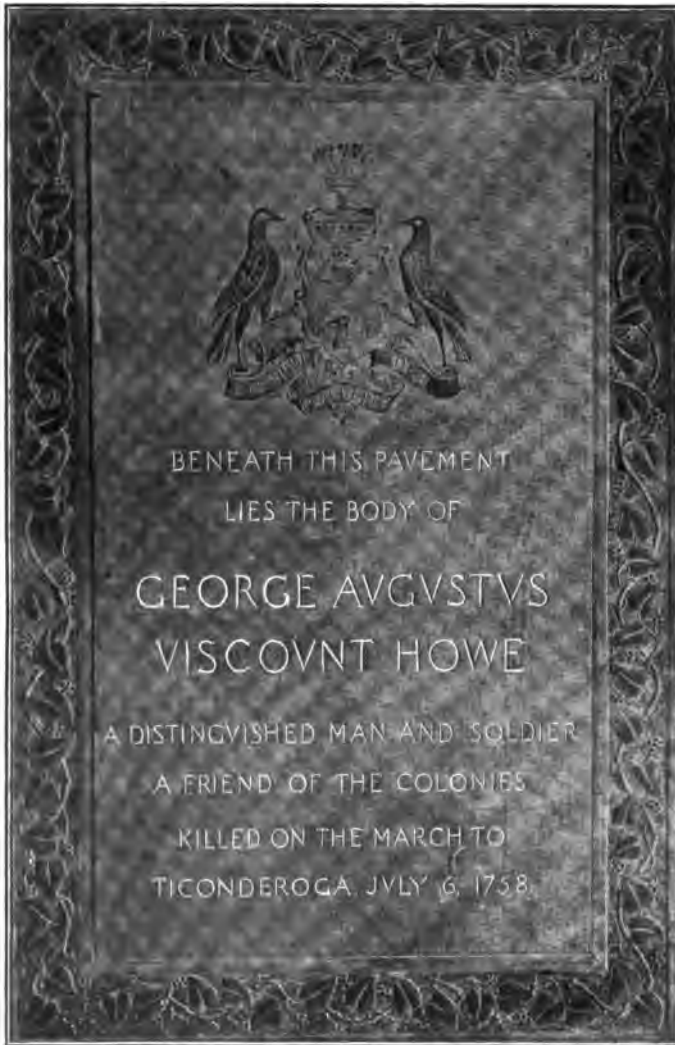 BENEATH THIS PAVEMENT
LIES THE BODY OF
GEORGE AVGVSTVS
VISCOVNT HOWE
A DISTINGVISHED MAN AND SOLDIER
A FRIEND OF THE COLONIES
KILLED ON THE MARCH TO
TICONDEROGA JVLY 6, 1758